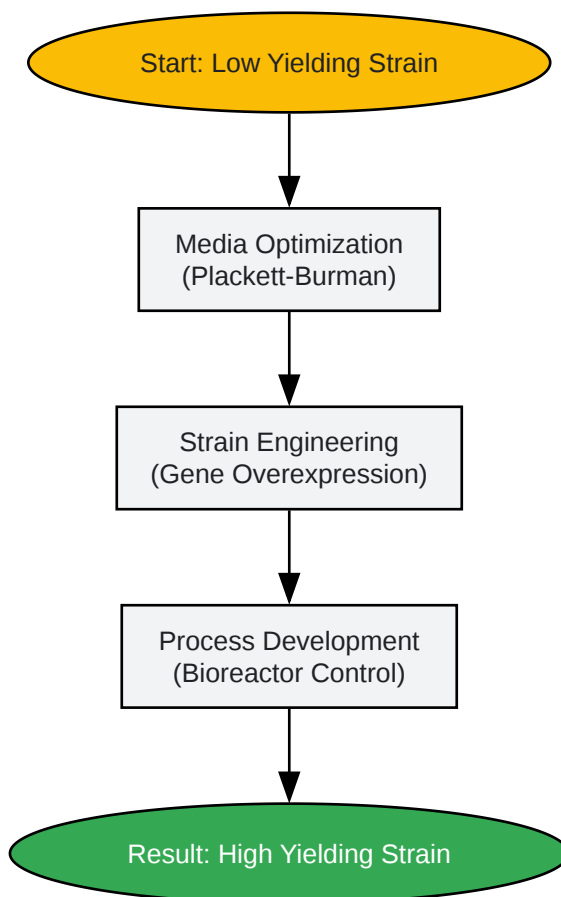 Start: Low Yielding Strain
Media Optimization
(Plackett-Burman)
Strain Engineering
(Gene Overexpression)
Process Development
(Bioreactor Control)
Result: High Yielding Strain